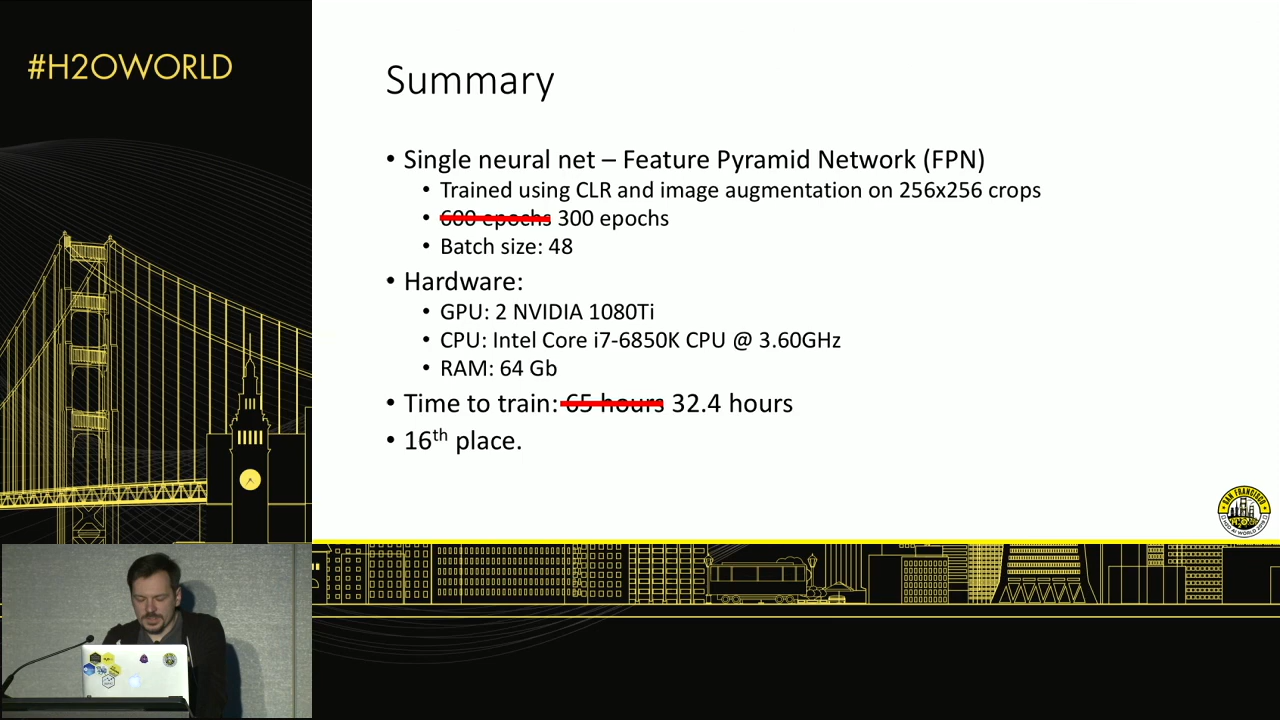 #H2OWORLD
Summary
• Single neural net – Feature Pyramid Network (FPN)
• Trained using CLR and image augmentation on 256x256 crops
• 600 epochs 300 epochs
• Batch size: 48
• Hardware:
• GPU: 2 NVIDIA 1080Ti
• CPU: Intel Core i7-6850K CPU @ 3.60GHz
• RAM: 64 Gb
• Time to train: 65 hours 32.4 hours
• 16th place.
SAN FRANCISCO